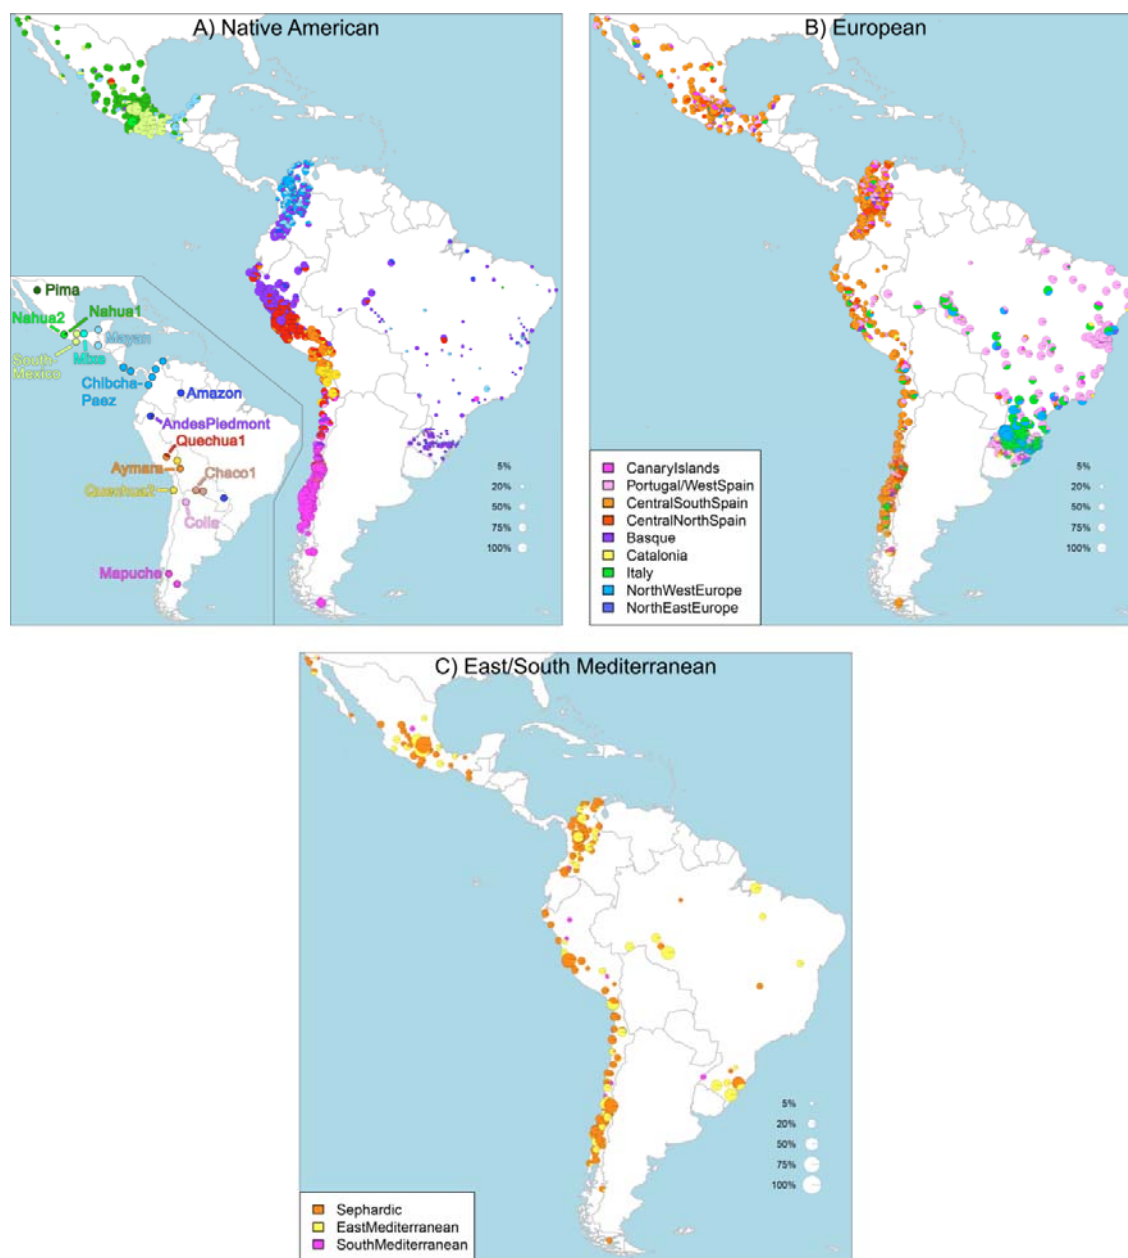 A) Native American
Pima
Nahua1
Nahua2
Mayan
South-
Mexico
Mixe
Chibcha-
Paez
Amazon
AndesPiedmont
Quechua1
Aymara
Chaco1
Quechua2
Colla
Mapuche
5%
20%
50%
75%
100%
B) European
CanaryIslands
Portugal/WestSpain
CentralSouthSpain
CentralNorthSpain
Basque
Catalonia
Italy
NorthWestEurope
NorthEastEurope
5%
20%
50%
75%
100%
C) East/South Mediterranean
5%
20%
50%
75%
100%
Sephardic
EastMediterranean
SouthMediterranean